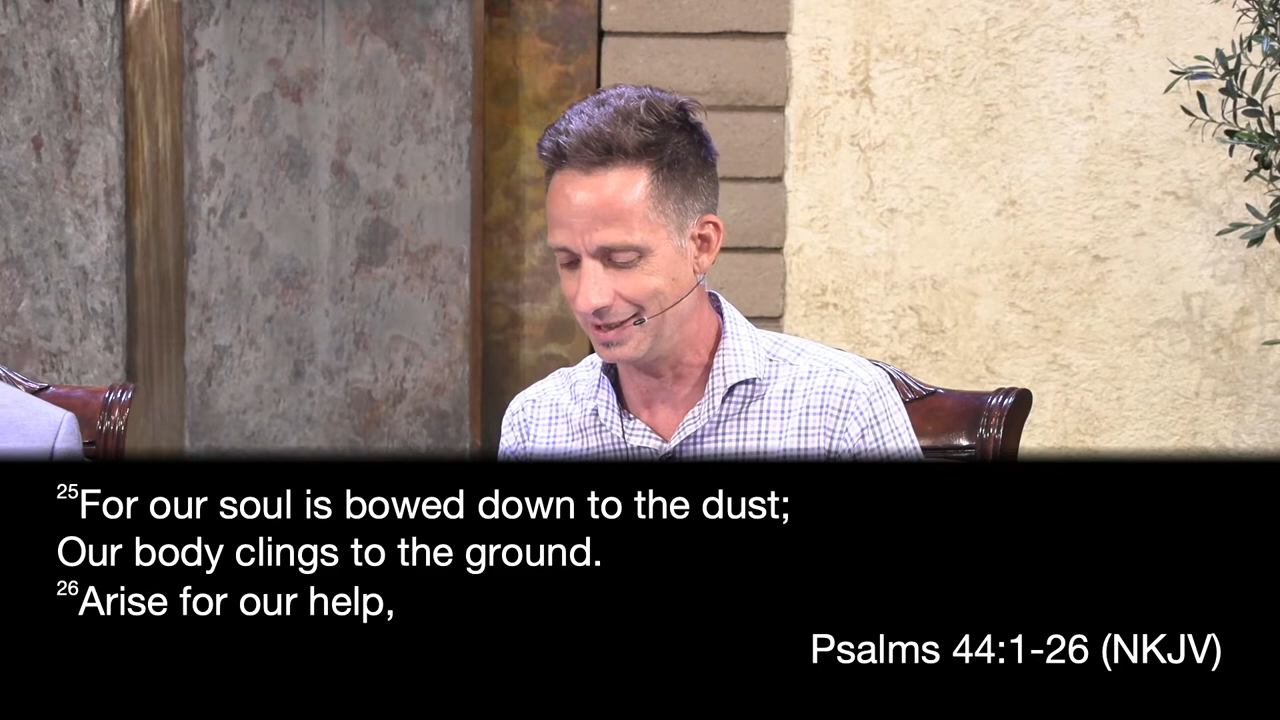 25For our soul is bowed down to the dust;
Our body clings to the ground.
26Arise for our help,
Psalms 44:1-26 (NKJV)